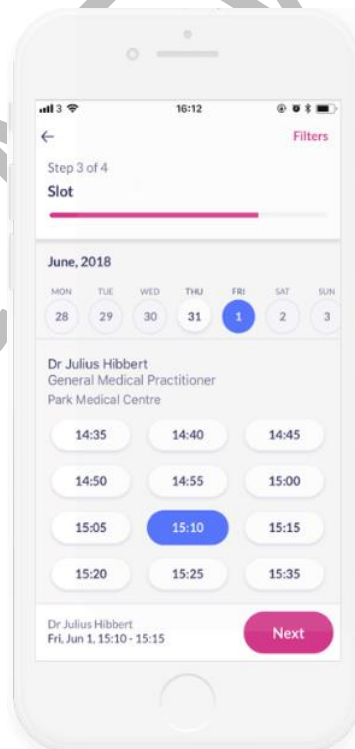 3 16:12
Filters
Step 3 of 4
Slot
June, 2018
MON TUE WED THU FRI SAT SUN
28 29 30 31 1 2 3
Dr Julius Hibbert
General Medical Practitioner
Park Medical Centre
14:35 14:40 14:45
14:50 14:55 15:00
15:05 15:10 15:15
15:20 15:25 15:35
Dr Julius Hibbert
Fri, Jun 1, 15:10 - 15:15
Next